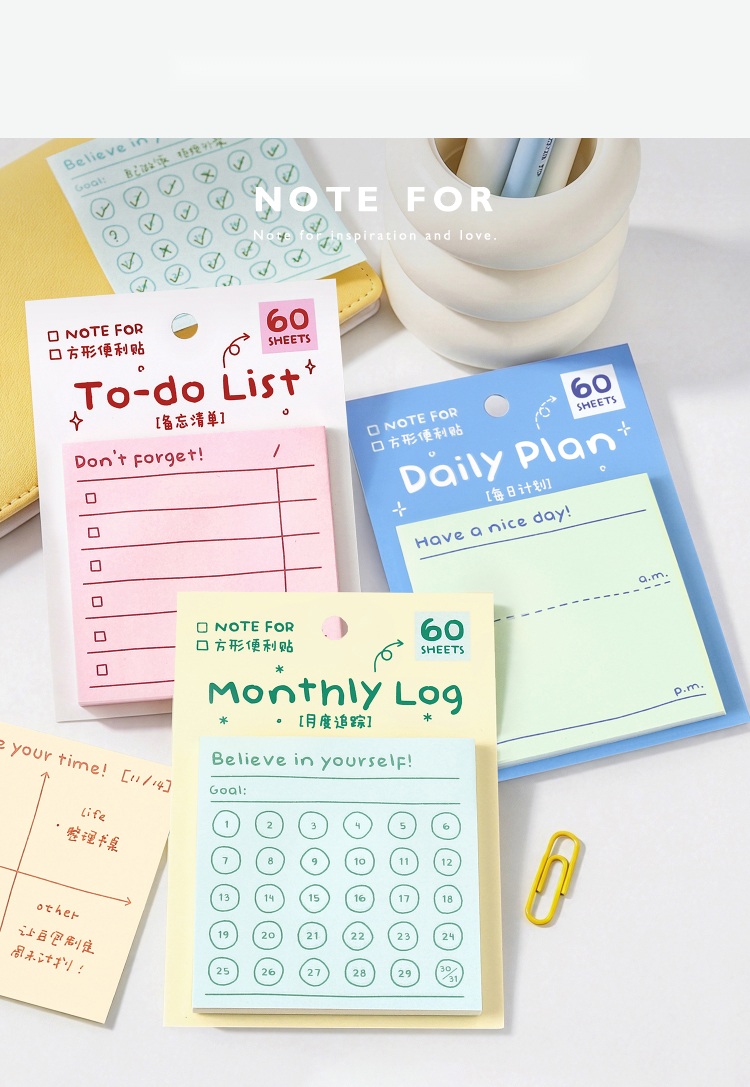 NOTE FOR
Note for inspiration and love.
Believe in
Goal:
?
NOTE FOR
方形便利贴
60
SHEETS
To-do List
[备忘清单]
Don't forget! /
NOTE FOR
方形便利贴
60
SHEETS
Daily Plan
[每日计划]
Have a nice day!
a.m.
p.m.
NOTE FOR
方形便利贴
60
SHEETS
Monthly Log
[月度追踪]
Believe in yourself!
Goal:
1 2 3 4 5 6
7 8 9 10 11 12
13 14 15 16 17 18
19 20 21 22 23 24
25 26 27 28 29 30/31
e your time! [11/14]
life
· 整理书桌
other
周末计划!